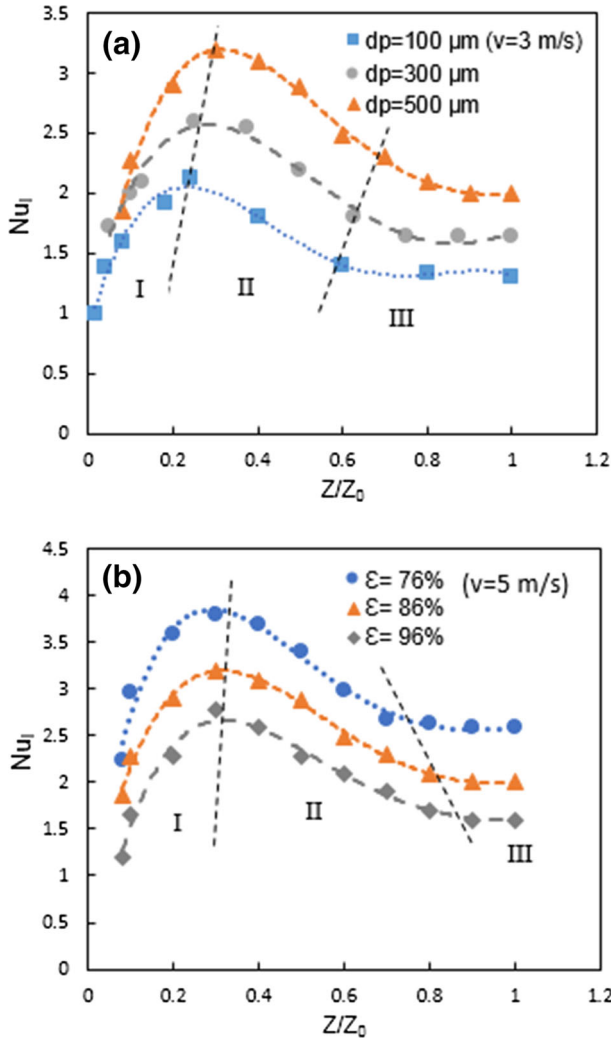 (a)
dp=100 µm (v=3 m/s)
dp=300 µm
dp=500 µm
3.5
3
2.5
2
1.5
1
0.5
0
Nuₗ
I
II
III
0
0.2
0.4
0.6
0.8
1
1.2
Z/Z₀
(b)
Ɛ= 76% (v=5 m/s)
Ɛ= 86%
Ɛ= 96%
5
4.5
4
3.5
3
2.5
2
1.5
1
0.5
0
Nuₗ
I
II
III
0
0.2
0.4
0.6
0.8
1
1.2
Z/Z₀